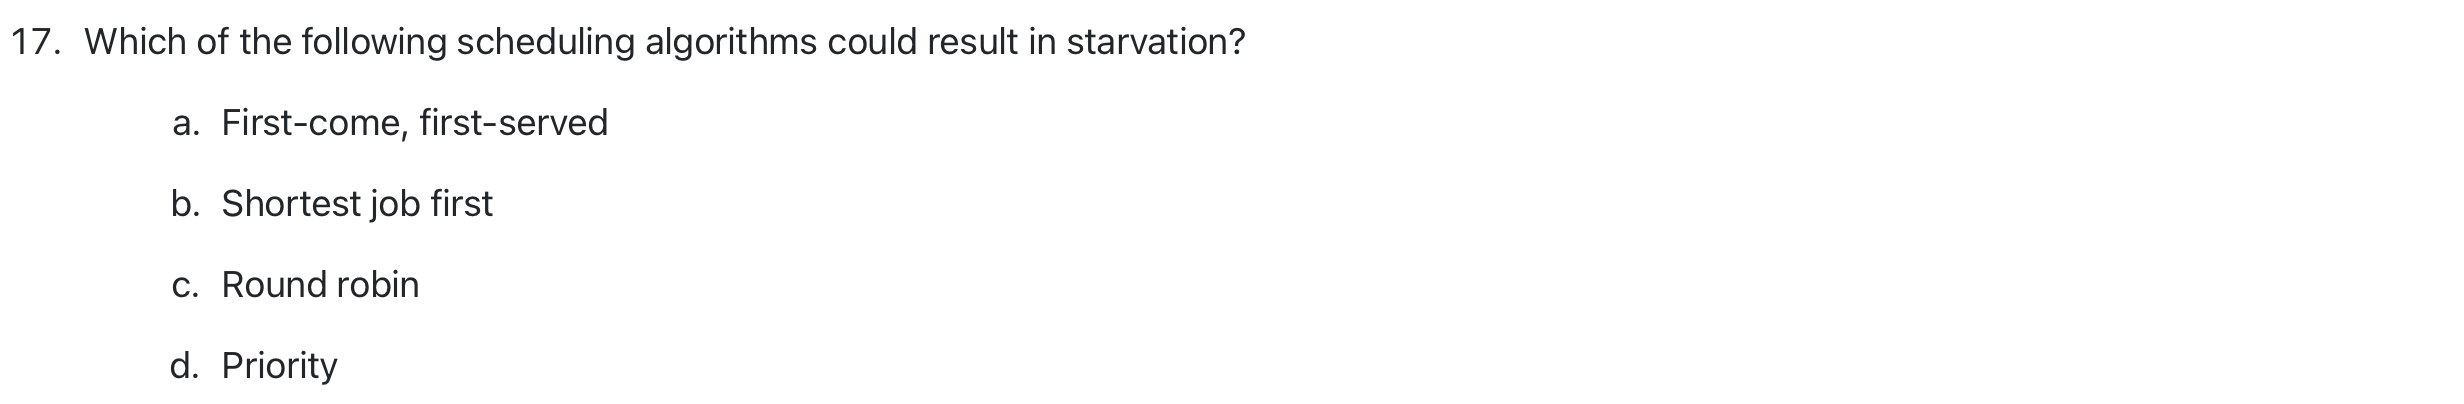 17. Which of the following scheduling algorithms could result in starvation?
a. First-come, first-served
b. Shortest job first
c. Round robin
d. Priority